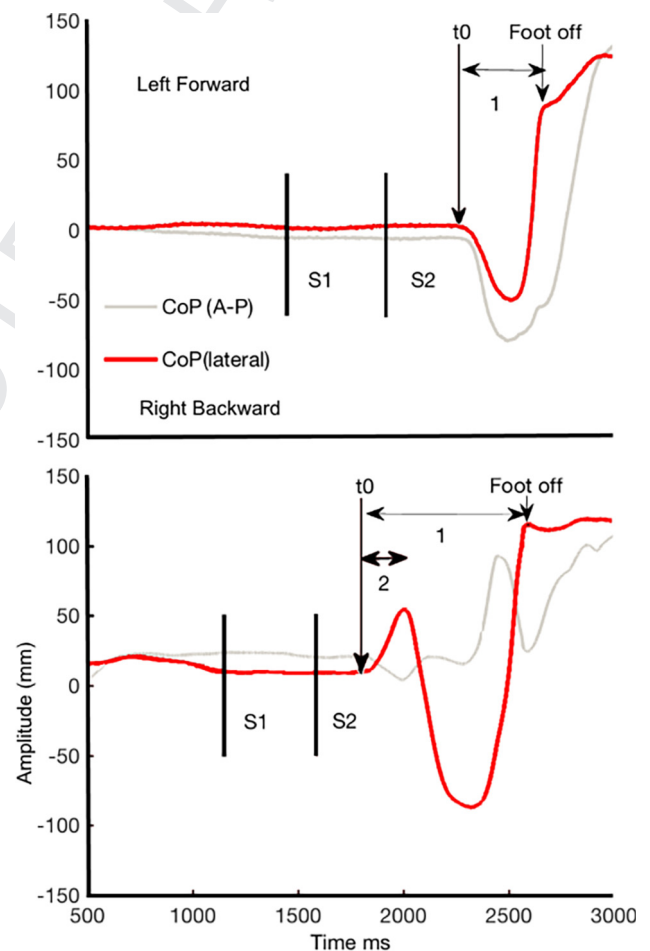 150
t0 Foot off
Left Forward
100
1
50
0
S1 S2
-50
CoP (A-P)
-100
CoP(lateral)
Right Backward
-150
150
t0 Foot off
1
100
2
50
0
S1 S2
-50
-100
-150
Amplitude (mm)
500 1000 1500 2000 2500 3000
Time ms